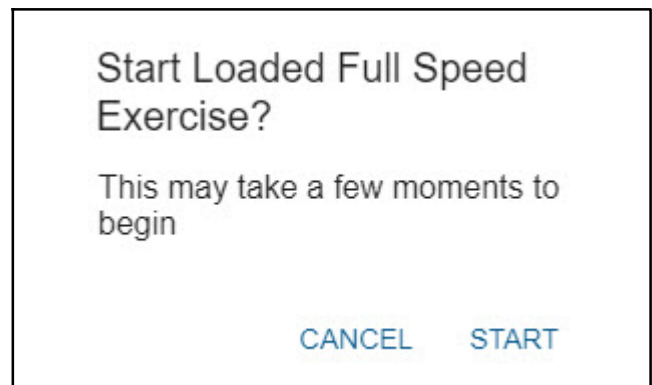 Start Loaded Full Speed
Exercise?
This may take a few moments to
begin
CANCEL START